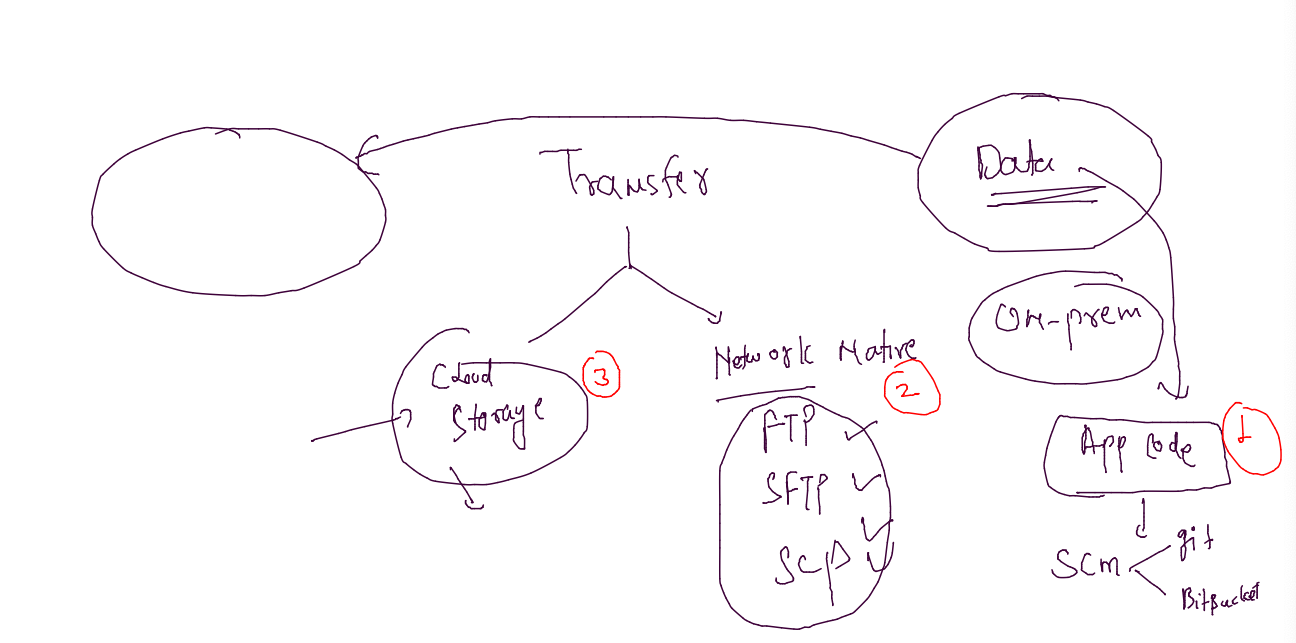 Data
Transfer
On-prem
Network Native
Cloud
Storage
3
2
FTP
SFTP
SCP
1
App Code
SCM
git
BitBucket